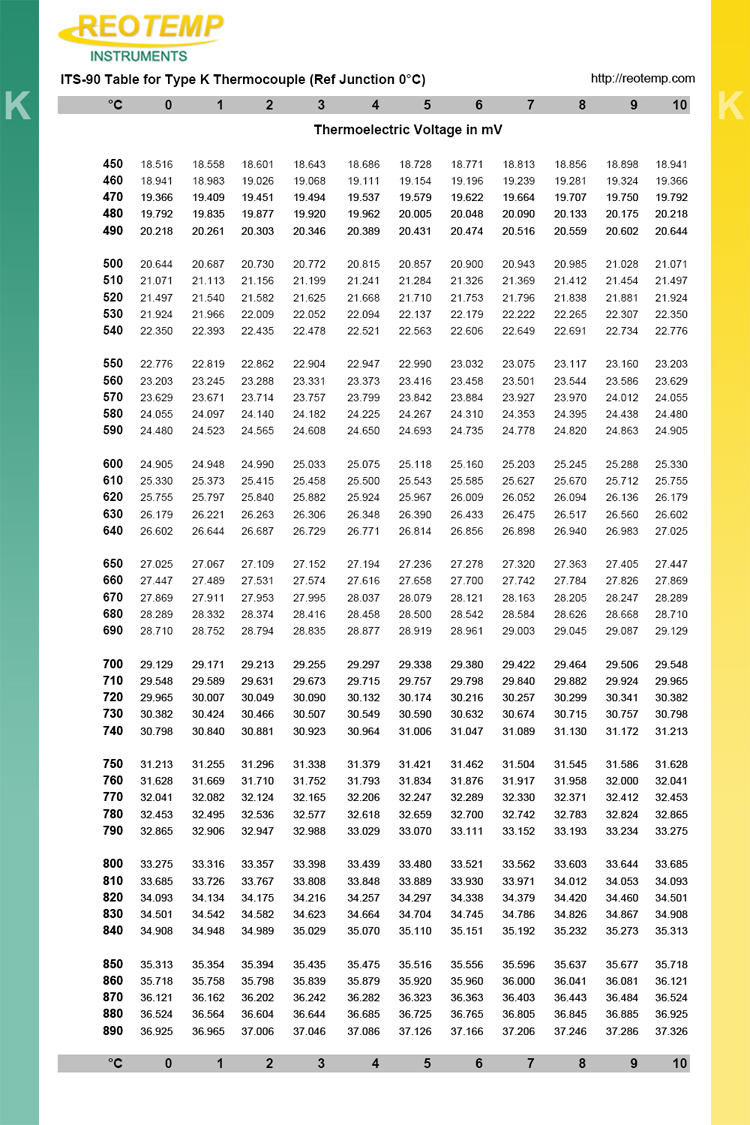 REOTEMP
INSTRUMENTS
ITS-90 Table for Type K Thermocouple (Ref Junction 0°C)
http://reotemp.com
K
K
°C 0 1 2 3 4 5 6 7 8 9 10
Thermoelectric Voltage in mV
450 18.516 18.558 18.601 18.643 18.686 18.728 18.771 18.813 18.856 18.898 18.941
460 18.941 18.983 19.026 19.068 19.111 19.154 19.196 19.239 19.281 19.324 19.366
470 19.366 19.409 19.451 19.494 19.537 19.579 19.622 19.664 19.707 19.750 19.792
480 19.792 19.835 19.877 19.920 19.962 20.005 20.048 20.090 20.133 20.175 20.218
490 20.218 20.261 20.303 20.346 20.389 20.431 20.474 20.516 20.559 20.602 20.644
500 20.644 20.687 20.730 20.772 20.815 20.857 20.900 20.943 20.985 21.028 21.071
510 21.071 21.113 21.156 21.199 21.241 21.284 21.326 21.369 21.412 21.454 21.497
520 21.497 21.540 21.582 21.625 21.668 21.710 21.753 21.796 21.838 21.881 21.924
530 21.924 21.966 22.009 22.052 22.094 22.137 22.179 22.222 22.265 22.307 22.350
540 22.350 22.393 22.435 22.478 22.521 22.563 22.606 22.649 22.691 22.734 22.776
550 22.776 22.819 22.862 22.904 22.947 22.990 23.032 23.075 23.117 23.160 23.203
560 23.203 23.245 23.288 23.331 23.373 23.416 23.458 23.501 23.544 23.586 23.629
570 23.629 23.671 23.714 23.757 23.799 23.842 23.884 23.927 23.970 24.012 24.055
580 24.055 24.097 24.140 24.182 24.225 24.267 24.310 24.353 24.395 24.438 24.480
590 24.480 24.523 24.565 24.608 24.650 24.693 24.735 24.778 24.820 24.863 24.905
600 24.905 24.948 24.990 25.033 25.075 25.118 25.160 25.203 25.245 25.288 25.330
610 25.330 25.373 25.415 25.458 25.500 25.543 25.585 25.627 25.670 25.712 25.755
620 25.755 25.797 25.840 25.882 25.924 25.967 26.009 26.052 26.094 26.136 26.179
630 26.179 26.221 26.263 26.306 26.348 26.390 26.433 26.475 26.517 26.560 26.602
640 26.602 26.644 26.687 26.729 26.771 26.814 26.856 26.898 26.940 26.983 27.025
650 27.025 27.067 27.109 27.152 27.194 27.236 27.278 27.320 27.363 27.405 27.447
660 27.447 27.489 27.531 27.574 27.616 27.658 27.700 27.742 27.784 27.826 27.869
670 27.869 27.911 27.953 27.995 28.037 28.079 28.121 28.163 28.205 28.247 28.289
680 28.289 28.332 28.374 28.416 28.458 28.500 28.542 28.584 28.626 28.668 28.710
690 28.710 28.752 28.794 28.835 28.877 28.919 28.961 29.003 29.045 29.087 29.129
700 29.129 29.171 29.213 29.255 29.297 29.338 29.380 29.422 29.464 29.506 29.548
710 29.548 29.589 29.631 29.673 29.715 29.757 29.798 29.840 29.882 29.924 29.965
720 29.965 30.007 30.049 30.090 30.132 30.174 30.216 30.257 30.299 30.341 30.382
730 30.382 30.424 30.466 30.507 30.549 30.590 30.632 30.674 30.715 30.757 30.798
740 30.798 30.840 30.881 30.923 30.964 31.006 31.047 31.089 31.130 31.172 31.213
750 31.213 31.255 31.296 31.338 31.379 31.421 31.462 31.504 31.545 31.586 31.628
760 31.628 31.669 31.710 31.752 31.793 31.834 31.876 31.917 31.958 32.000 32.041
770 32.041 32.082 32.124 32.165 32.206 32.247 32.289 32.330 32.371 32.412 32.453
780 32.453 32.495 32.536 32.577 32.618 32.659 32.700 32.742 32.783 32.824 32.865
790 32.865 32.906 32.947 32.988 33.029 33.070 33.111 33.152 33.193 33.234 33.275
800 33.275 33.316 33.357 33.398 33.439 33.480 33.521 33.562 33.603 33.644 33.685
810 33.685 33.726 33.767 33.808 33.848 33.889 33.930 33.971 34.012 34.053 34.093
820 34.093 34.134 34.175 34.216 34.257 34.297 34.338 34.379 34.420 34.460 34.501
830 34.501 34.542 34.582 34.623 34.664 34.704 34.745 34.786 34.826 34.867 34.908
840 34.908 34.948 34.989 35.029 35.070 35.110 35.151 35.192 35.232 35.273 35.313
850 35.313 35.354 35.394 35.435 35.475 35.516 35.556 35.596 35.637 35.677 35.718
860 35.718 35.758 35.798 35.839 35.879 35.920 35.960 36.000 36.041 36.081 36.121
870 36.121 36.162 36.202 36.242 36.282 36.323 36.363 36.403 36.443 36.484 36.524
880 36.524 36.564 36.604 36.644 36.685 36.725 36.765 36.805 36.845 36.885 36.925
890 36.925 36.965 37.006 37.046 37.086 37.126 37.166 37.206 37.246 37.286 37.326
°C 0 1 2 3 4 5 6 7 8 9 10